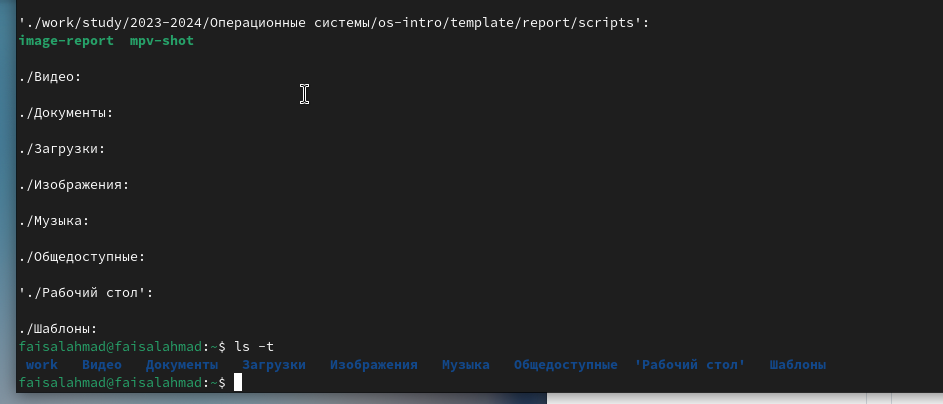 './work/study/2023-2024/Операционные системы/os-intro/template/report/scripts':
image-report  mpv-shot
./Видео:
./Документы:
./Загрузки:
./Изображения:
./Музыка:
./Общедоступные:
'./Рабочий стол':
./Шаблоны:
faisalahmad@faisalahmad:~$ ls -t
work   Видео   Документы   Загрузки   Изображения   Музыка   Общедоступные  'Рабочий стол'   Шаблоны
faisalahmad@faisalahmad:~$